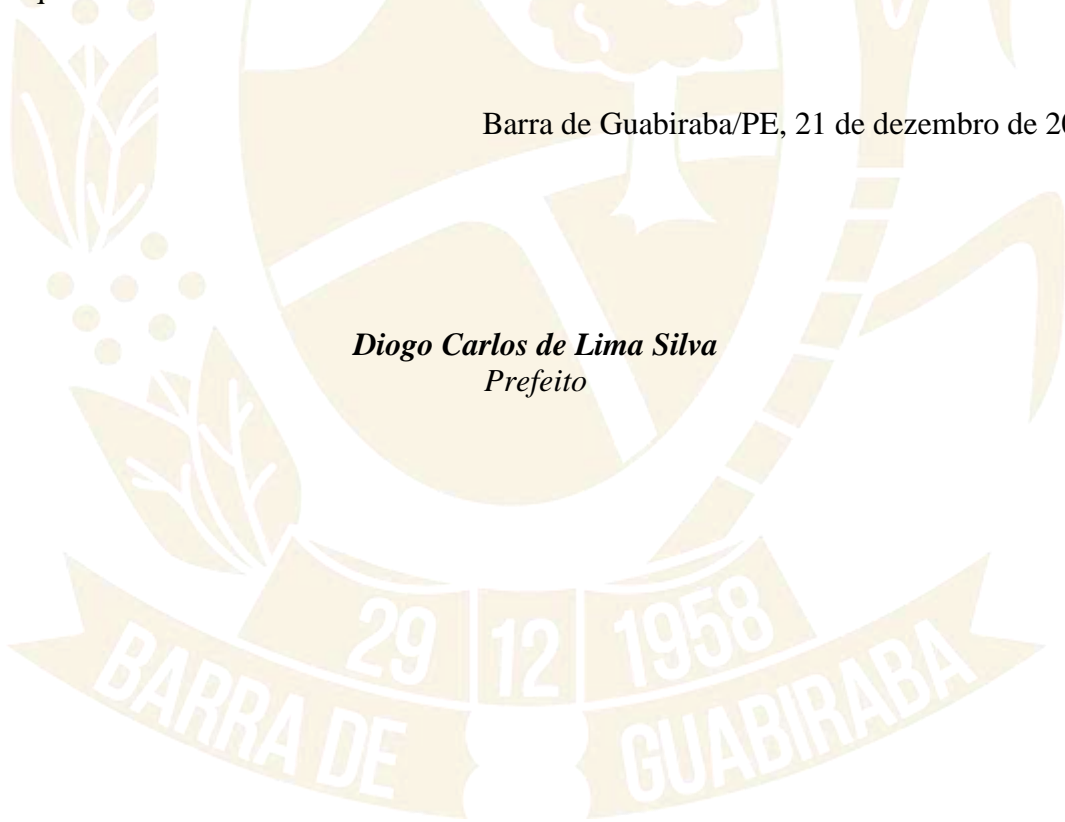 Barra de Guabiraba/PE, 21 de dezembro de 20
Diogo Carlos de Lima Silva
Prefeito
29 12 1958
BARRA DE GUABIRABA